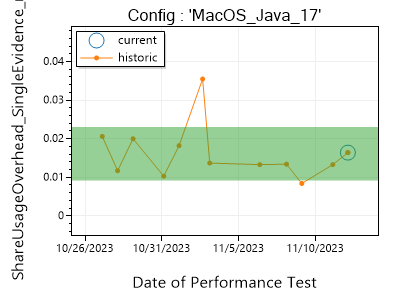 Config : 'MacOS_Java_17'
current
historic
ShareUsageOverhead_SingleEvidence_
0.04
0.03
0.02
0.01
0
10/26/2023
10/31/2023
11/5/2023
11/10/2023
Date of Performance Test